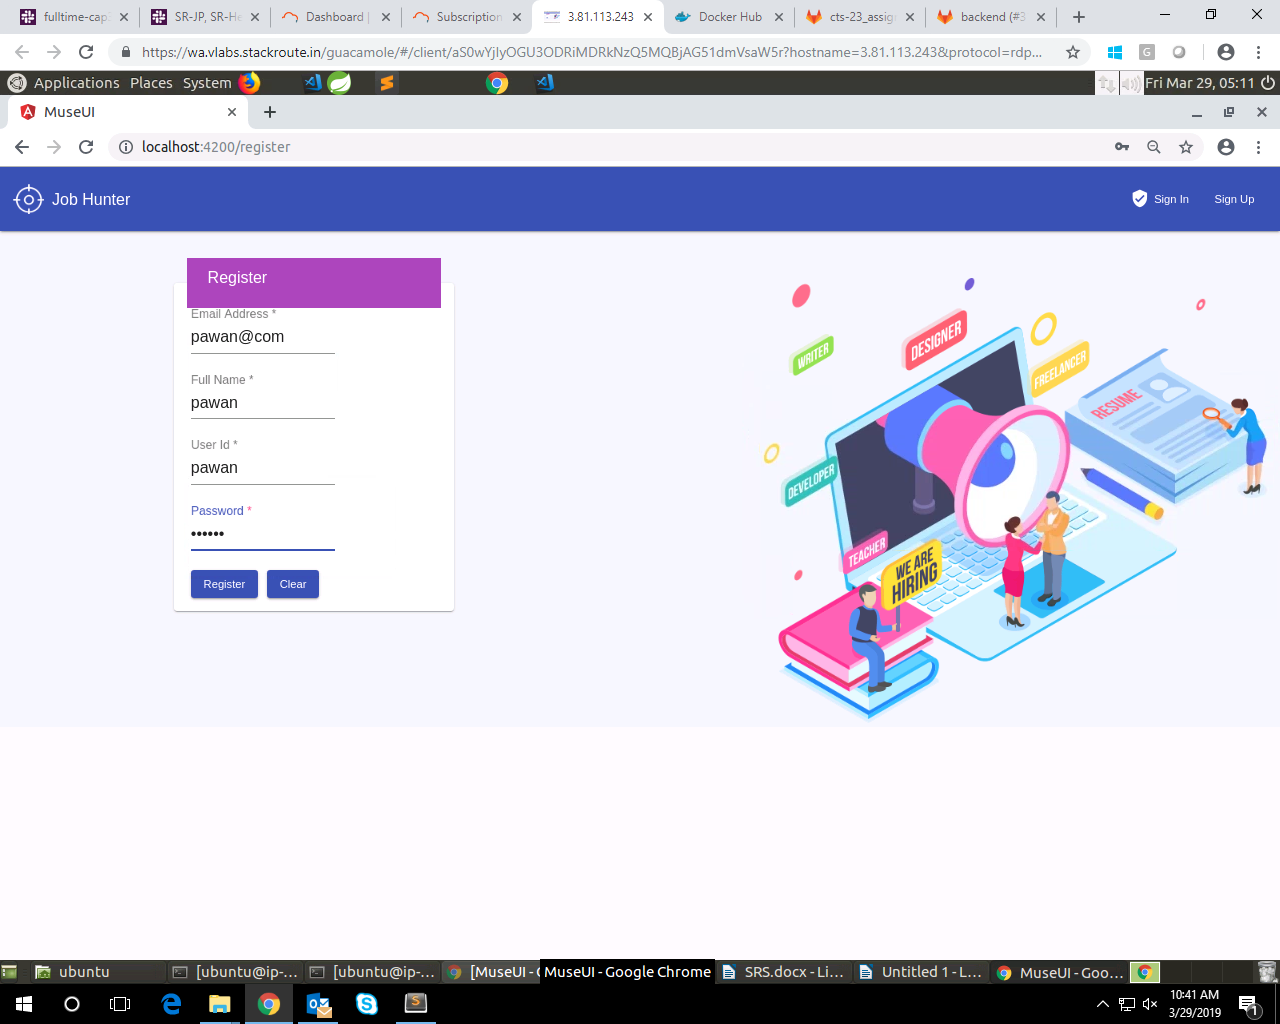 fulltime-cap
SR-JP, SR-He
Dashboard |
Subscription
3.81.113.243
Docker Hub
cts-23_assig
backend (#3
https://wa.vlabs.stackroute.in/guacamole/#/client/aS0wYjIyOGU3ODRiMDRkNzQ5MQBjAG51dmVsaW5r?hostname=3.81.113.243&protocol=rdp...
Applications Places System
Fri Mar 29, 05:11
MuseUI
localhost:4200/register
Job Hunter
Sign In
Sign Up
Register
Email Address *
pawan@com
Full Name *
pawan
User Id *
pawan
Password *
••••••
Register
Clear
WRITER
DESIGNER
FREELANCER
RESUME
DEVELOPER
TEACHER
WE ARE
HIRING
ubuntu
[ubuntu@ip-...
[ubuntu@ip-...
[MuseUI - G
MuseUI - Google Chrome
SRS.docx - Li...
Untitled 1 - L...
MuseUI - Goo...
10:41 AM
3/29/2019
1